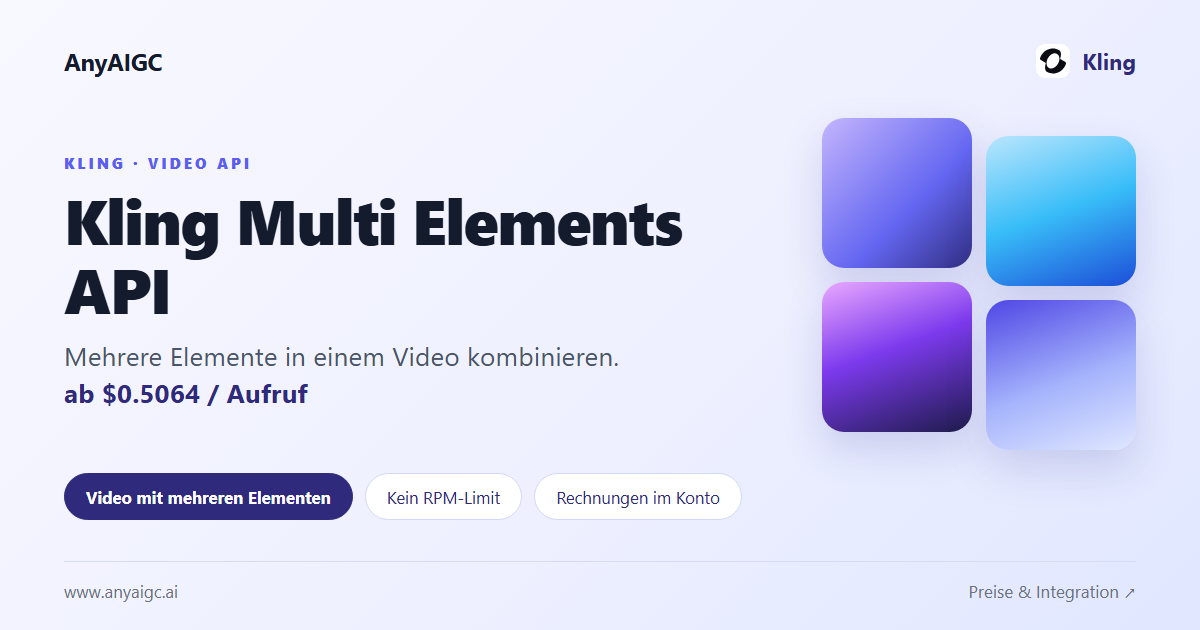 AnyAIGC
Kling
KLING · VIDEO API
Kling Multi Elements
API
Mehrere Elemente in einem Video kombinieren.
ab $0.5064 / Aufruf
Video mit mehreren Elementen
Kein RPM-Limit
Rechnungen im Konto
www.anyaigc.ai
Preise & Integration ↗